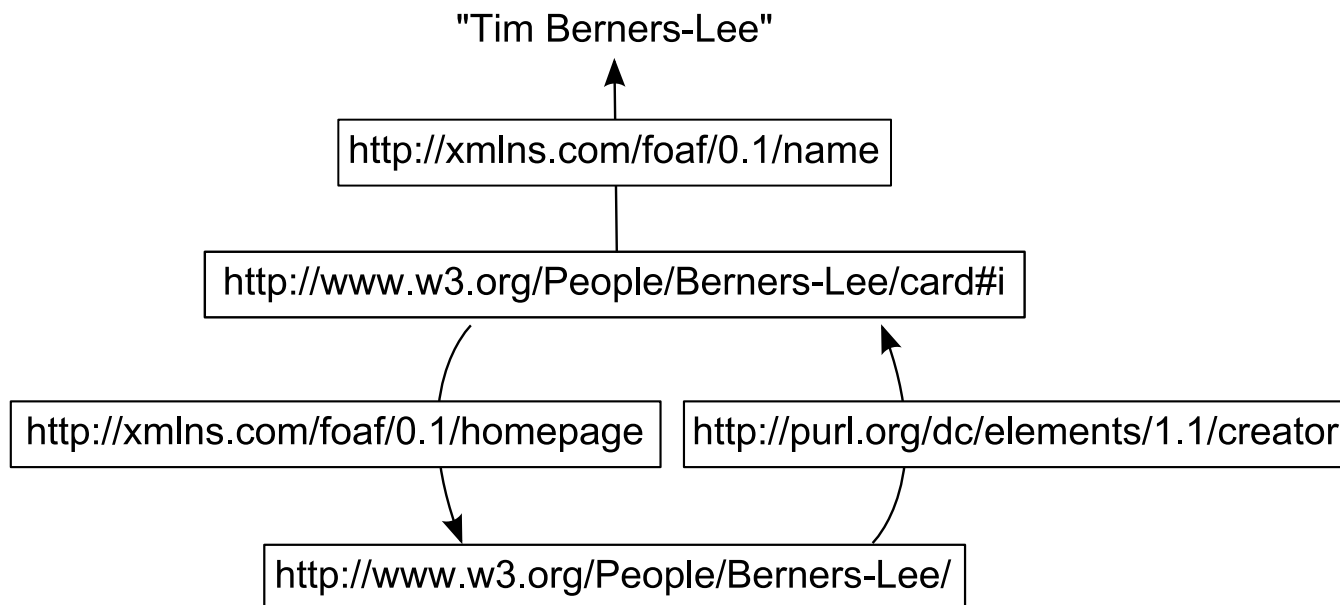 "Tim Berners-Lee"
http://xmlns.com/foaf/0.1/name
http://www.w3.org/People/Berners-Lee/card#i
http://xmlns.com/foaf/0.1/homepage
http://purl.org/dc/elements/1.1/creator
http://www.w3.org/People/Berners-Lee/